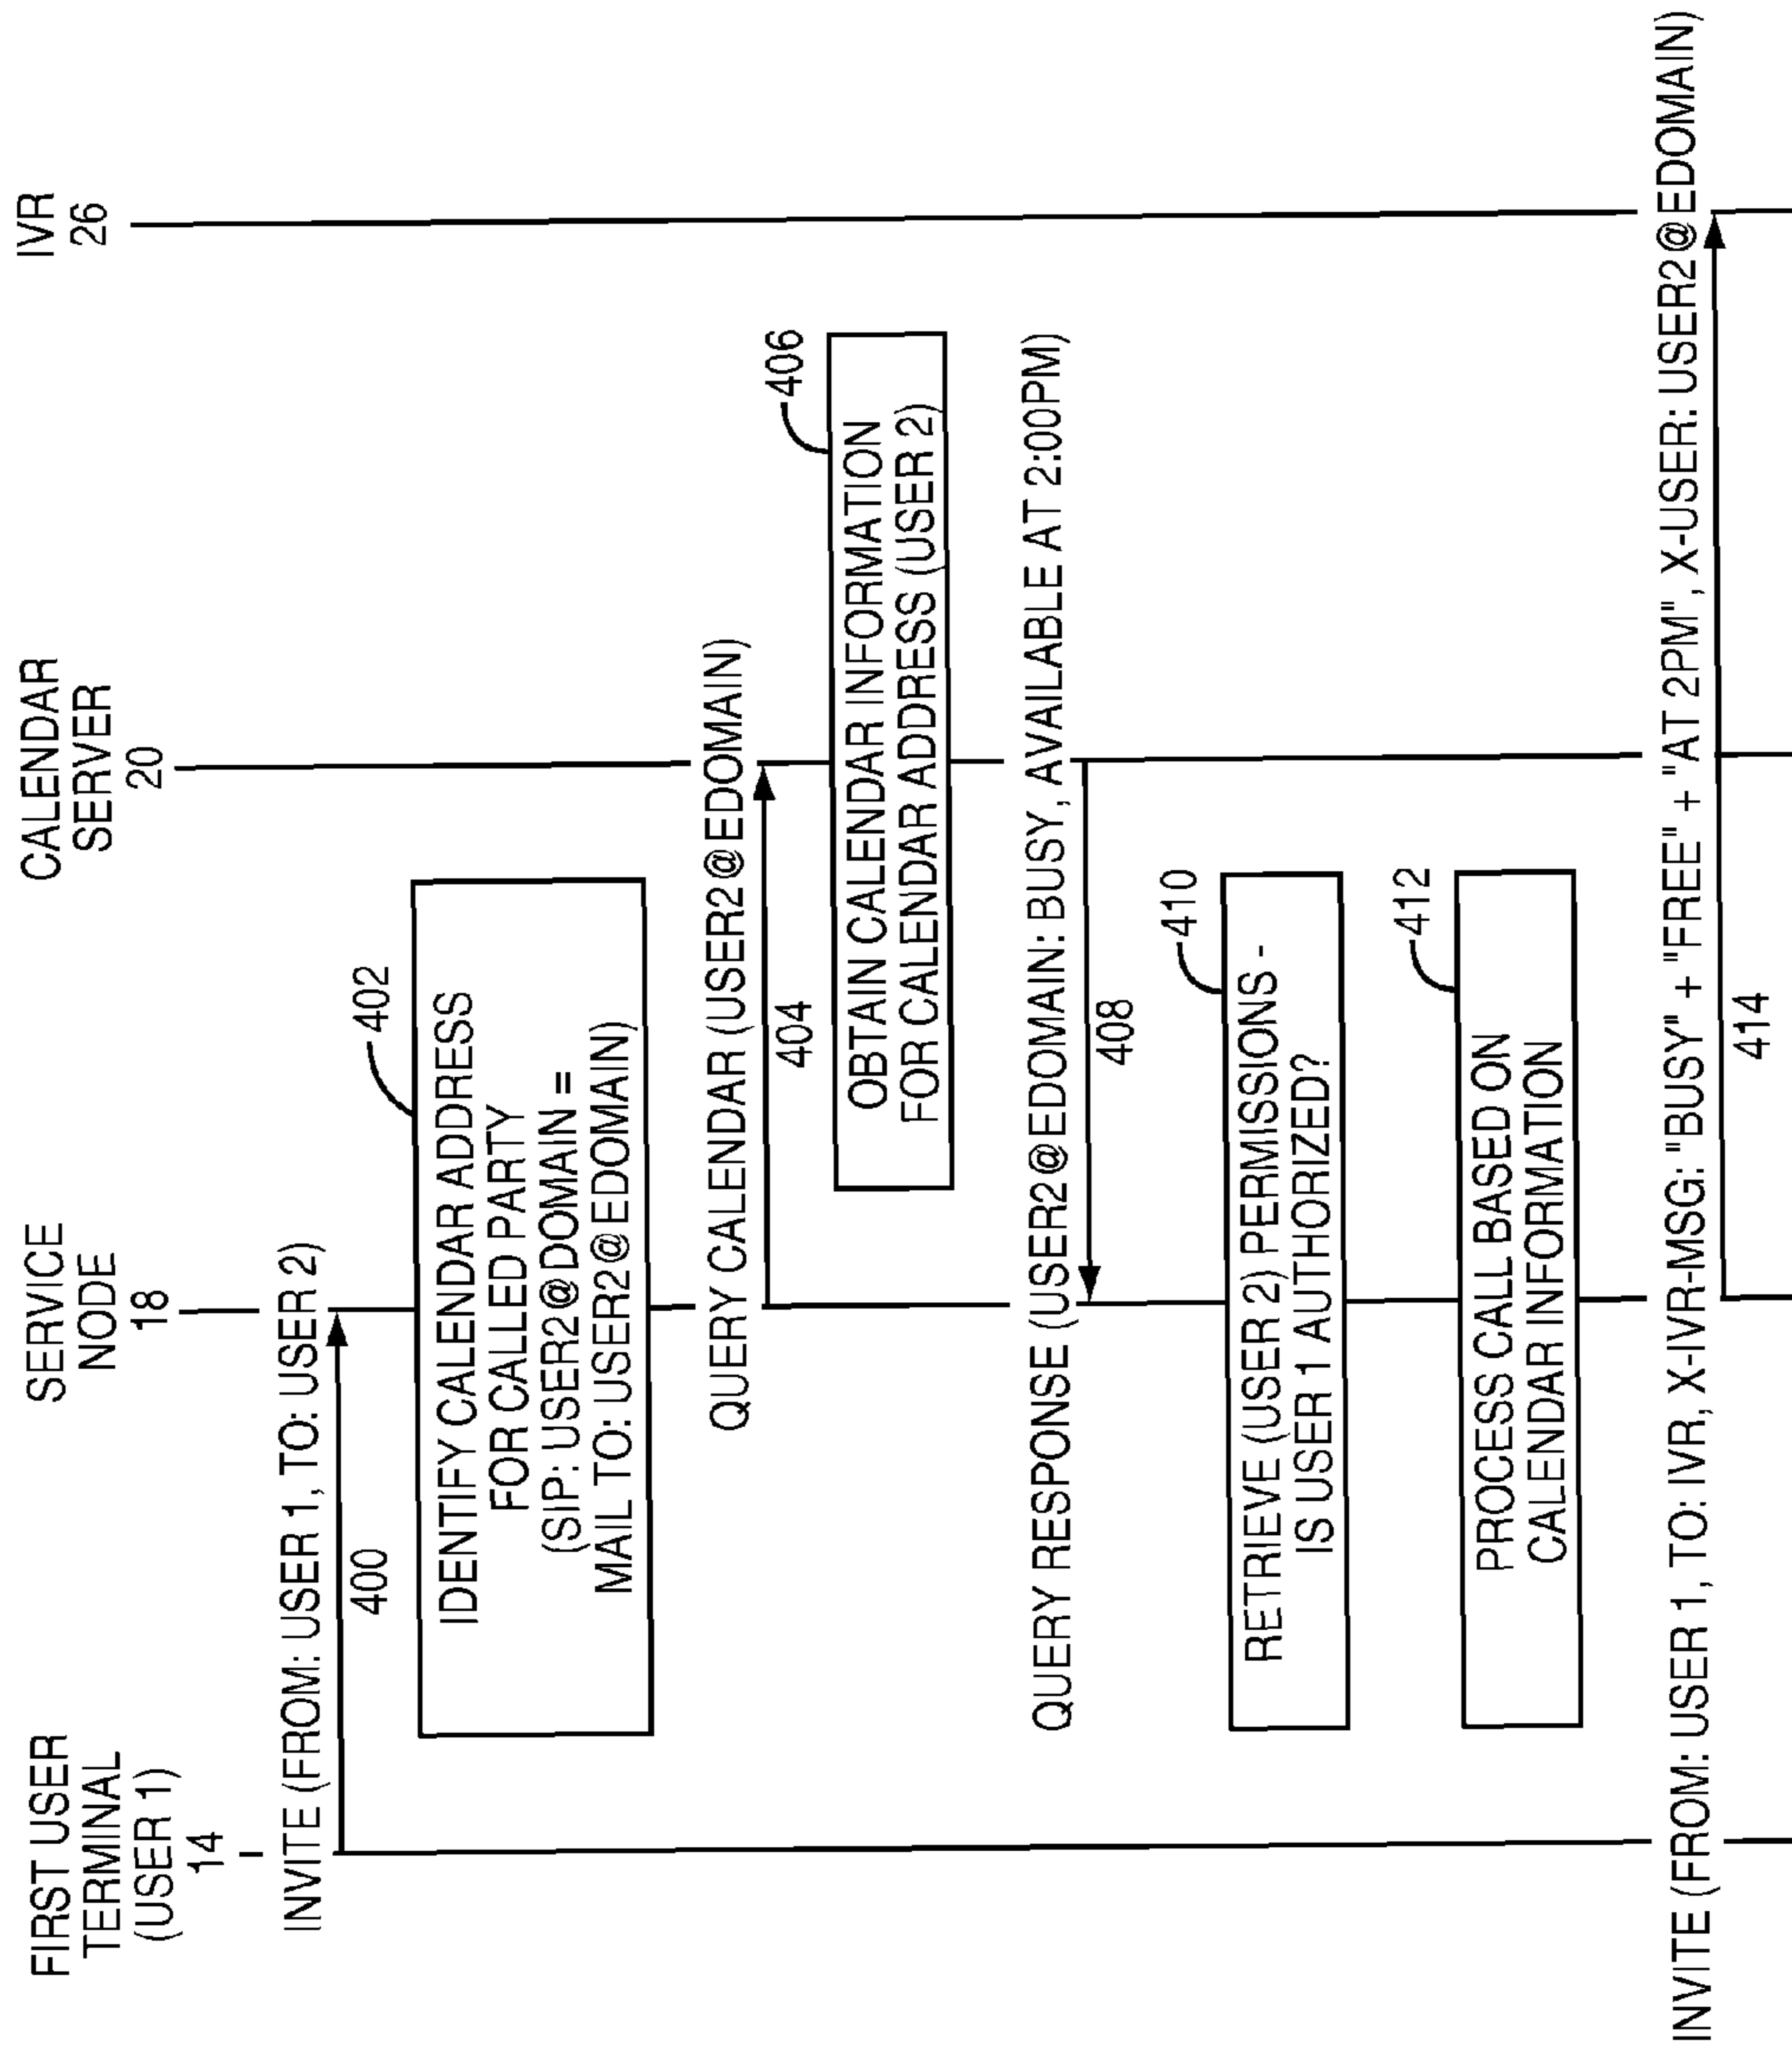 FIRST USER
TERMINAL
(USER 1)
14
SERVICE
NODE
18
CALENDAR
SERVER
20
IVR
26
INVITE (FROM: USER 1, TO: USER 2)
400
402
IDENTIFY CALENDAR ADDRESS
FOR CALLED PARTY
(SIP: USER2@DOMAIN =
MAIL TO: USER2@EDOMAIN)
QUERY CALENDAR (USER2@EDOMAIN)
404
406
OBTAIN CALENDAR INFORMATION
FOR CALENDAR ADDRESS (USER 2)
QUERY RESPONSE (USER2@EDOMAIN: BUSY, AVAILABLE AT 2:00PM)
408
410
RETRIEVE (USER 2) PERMISSIONS -
IS USER 1 AUTHORIZED?
412
PROCESS CALL BASED ON
CALENDAR INFORMATION
INVITE (FROM: USER 1, TO: IVR, X-IVR-MSG: "BUSY" + "FREE" + "AT 2PM", X-USER: USER2@EDOMAIN)
414